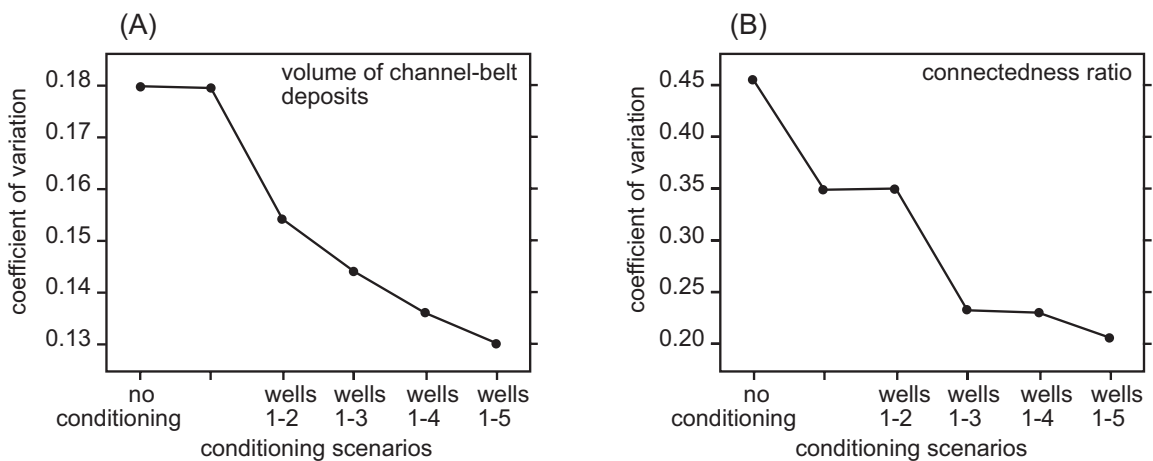 (A)
volume of channel-belt
deposits
coefficient of variation
0.18
0.17
0.16
0.15
0.14
0.13
no
conditioning
wells
1-2
wells
1-3
wells
1-4
wells
1-5
conditioning scenarios
(B)
connectedness ratio
coefficient of variation
0.45
0.40
0.35
0.30
0.25
0.20
no
conditioning
wells
1-2
wells
1-3
wells
1-4
wells
1-5
conditioning scenarios